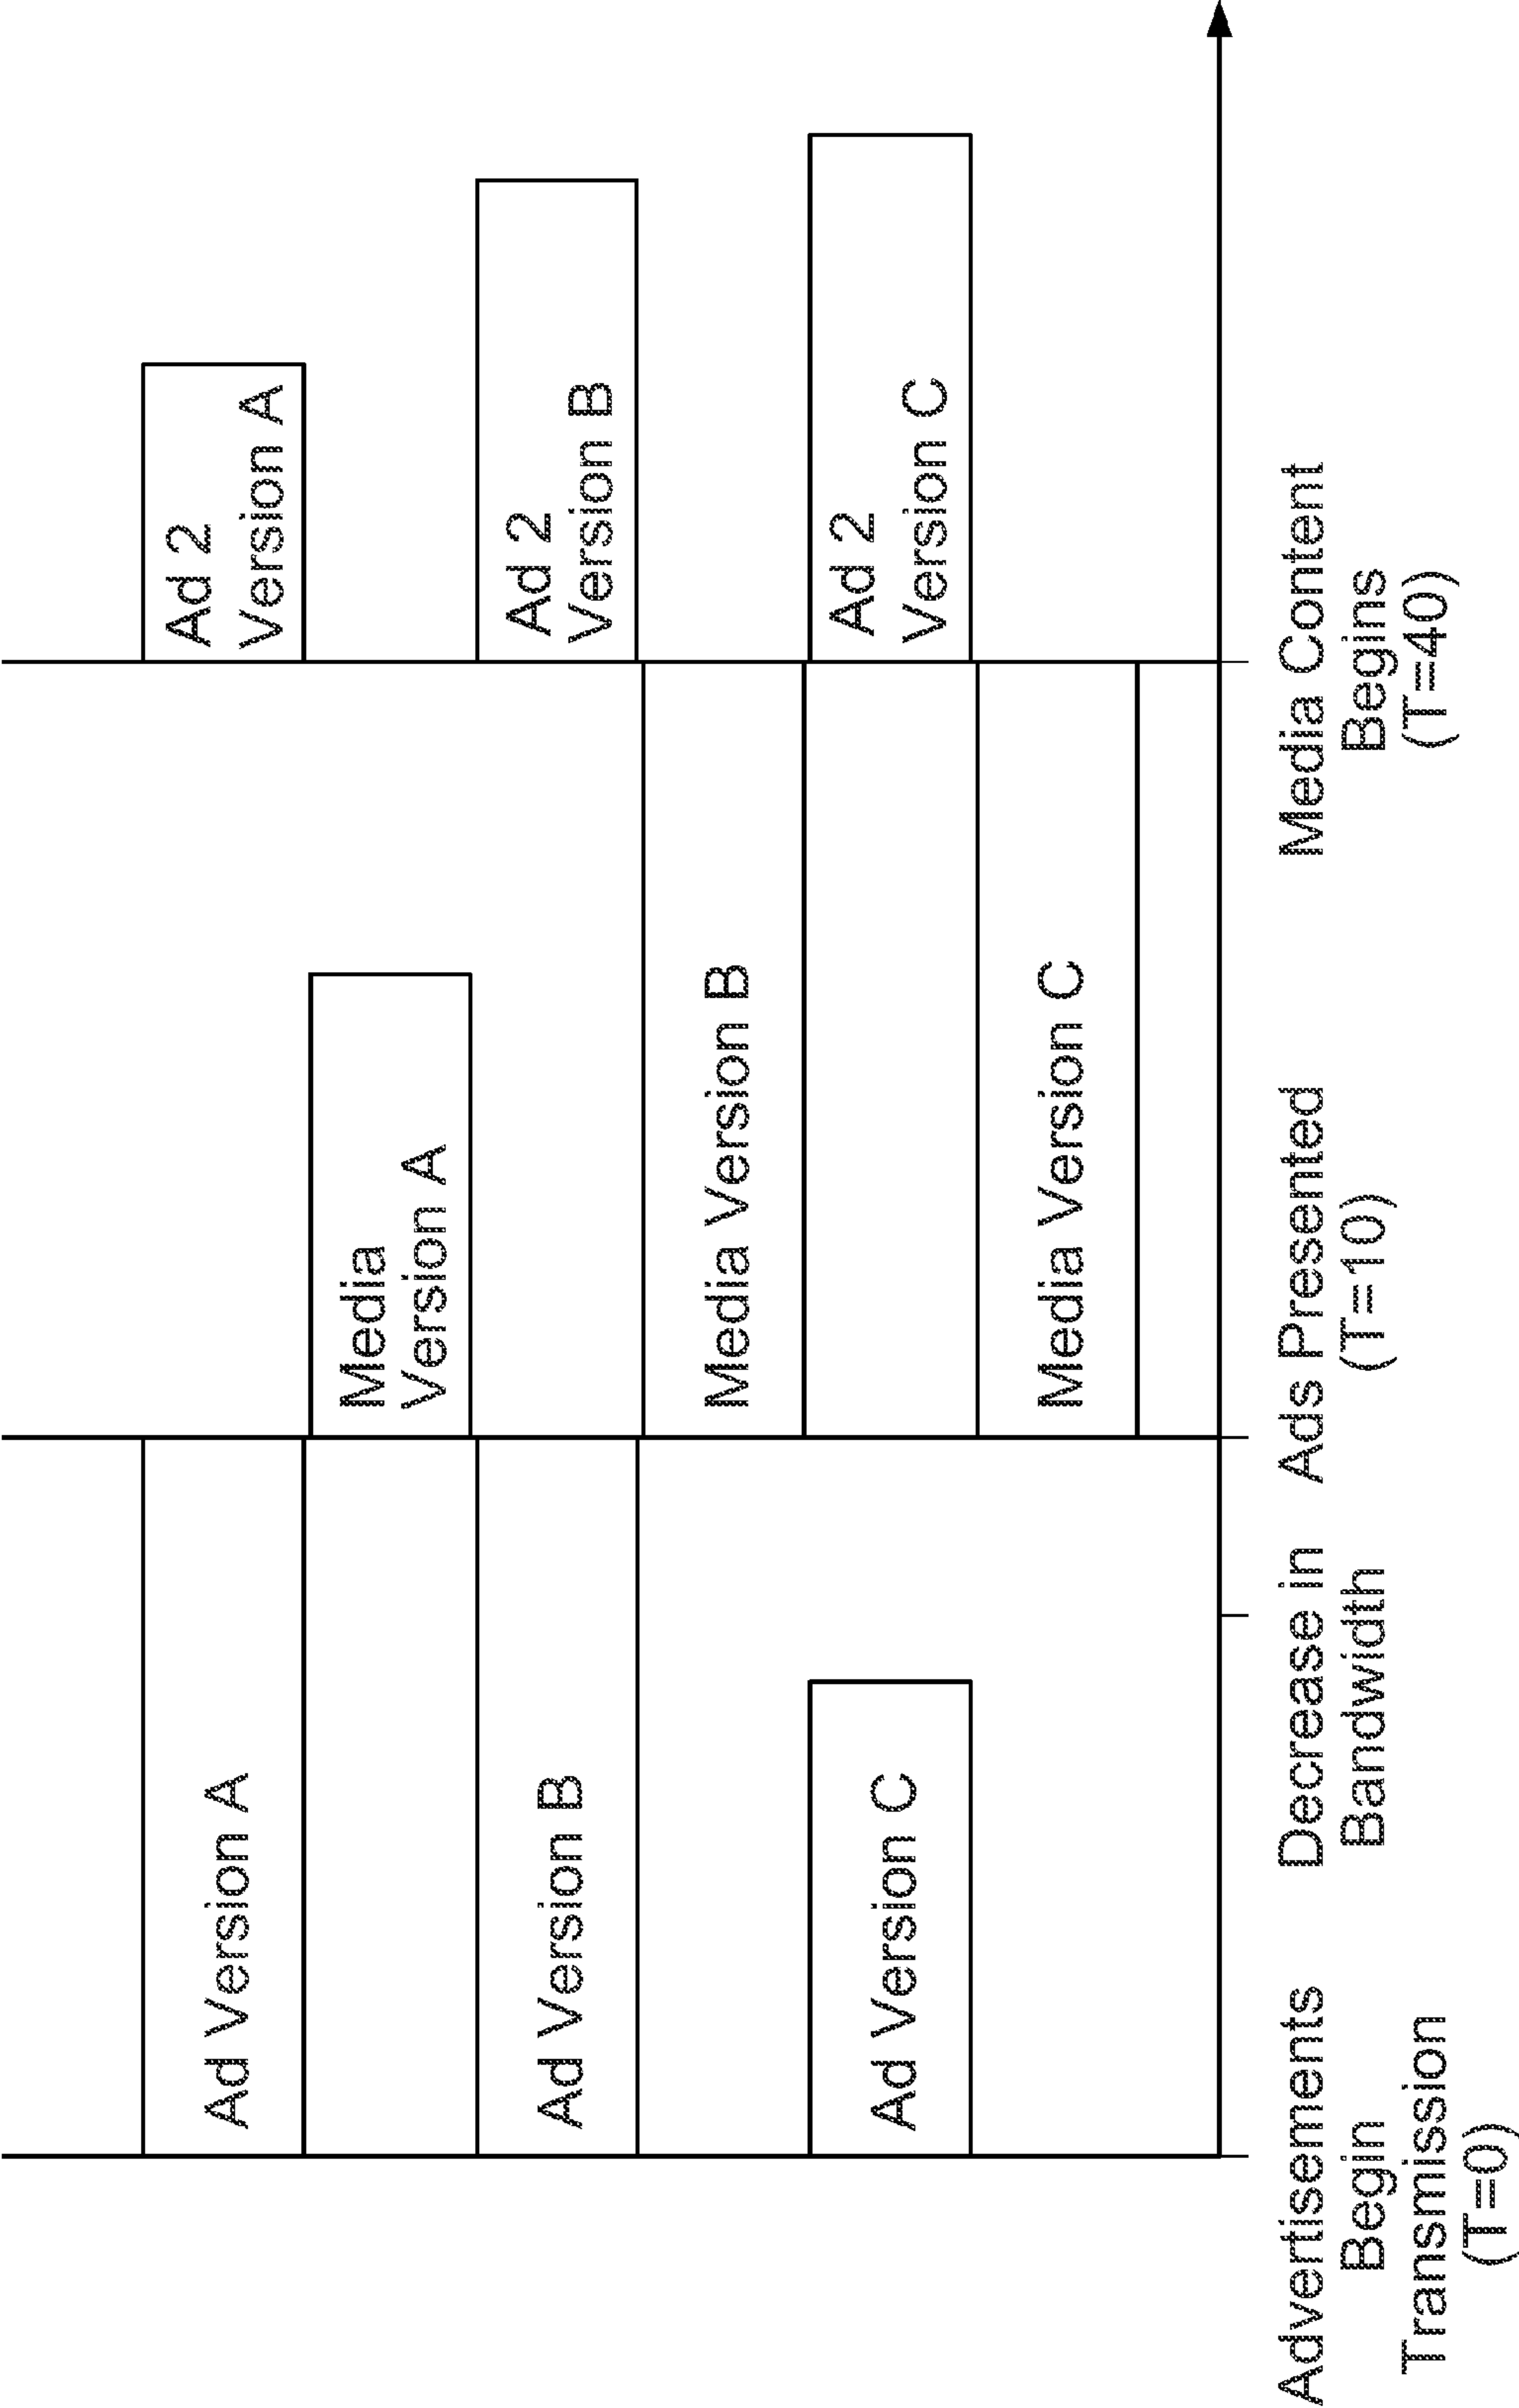 Ad Version A
Ad 2
Version A
Media
Version A
Ad Version B
Ad 2
Version B
Media Version B
Ad Version C
Ad 2
Version C
Media Version C
Advertisements
Begin
Transmission
(T=0)
Decrease in
Bandwidth
Ads Presented
(T=10)
Media Content
Begins
(T=40)